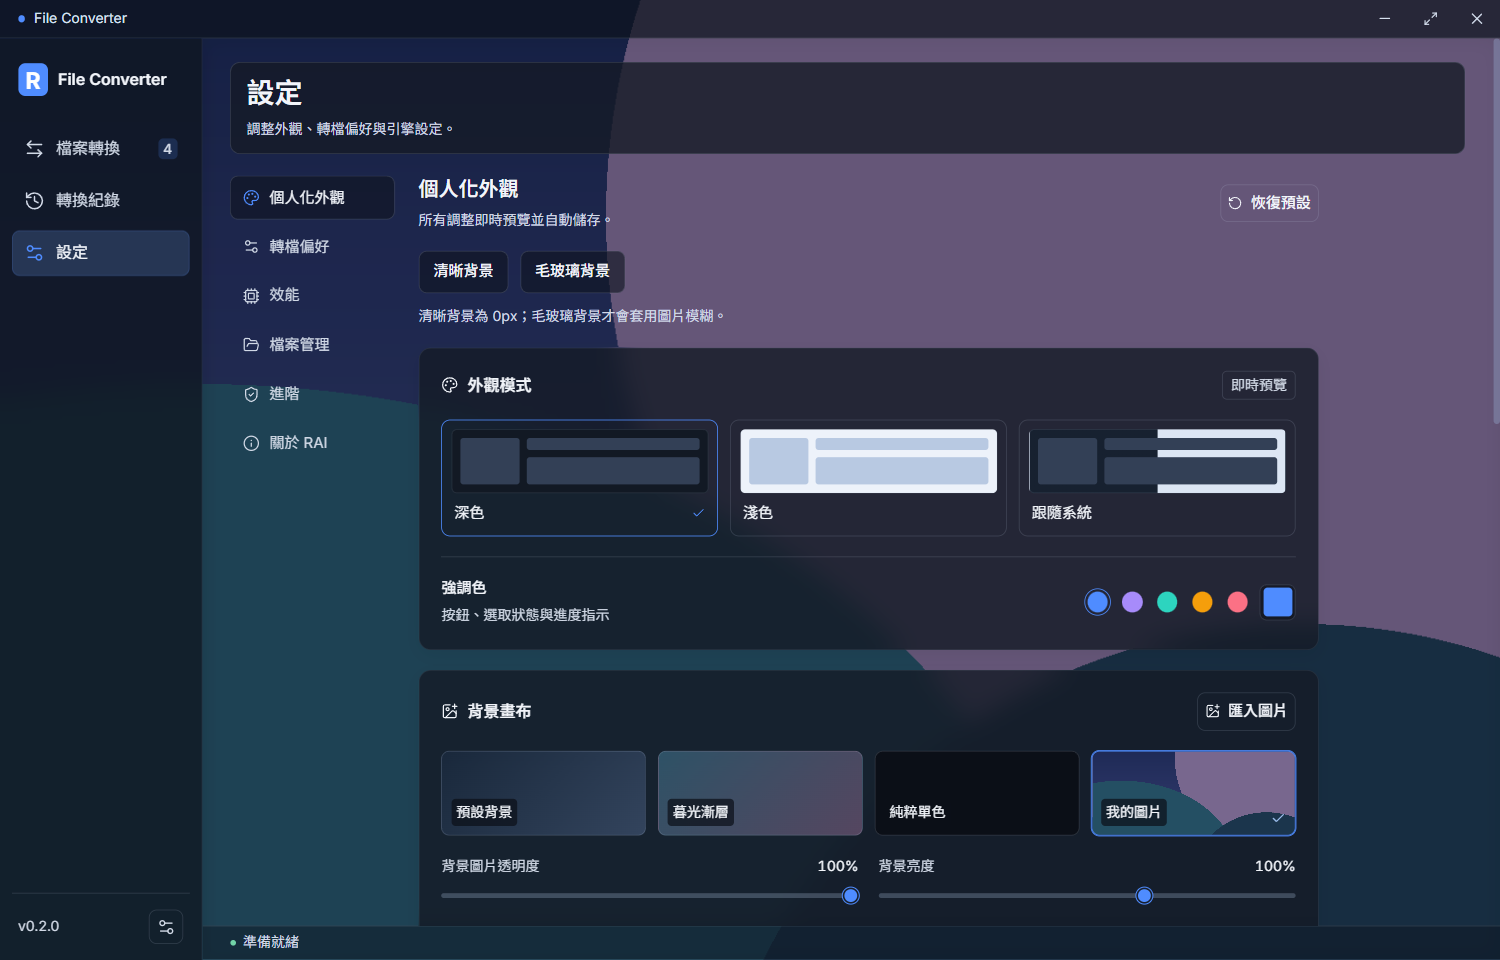 File Converter
R File Converter
檔案轉換 4
轉換紀錄
設定
v0.2.0
設定
調整外觀、轉檔偏好與引擎設定。
個人化外觀
轉檔偏好
效能
檔案管理
進階
關於 RAI
個人化外觀
所有調整即時預覽並自動儲存。
恢復預設
清晰背景 毛玻璃背景
清晰背景為 0px；毛玻璃背景才會套用圖片模糊。
外觀模式 即時預覽
深色 淺色 跟隨系統
強調色
按鈕、選取狀態與進度指示
背景畫布 匯入圖片
預設背景 暮光漸層 純粹單色 我的圖片
背景圖片透明度 100% 背景亮度 100%
準備就緒